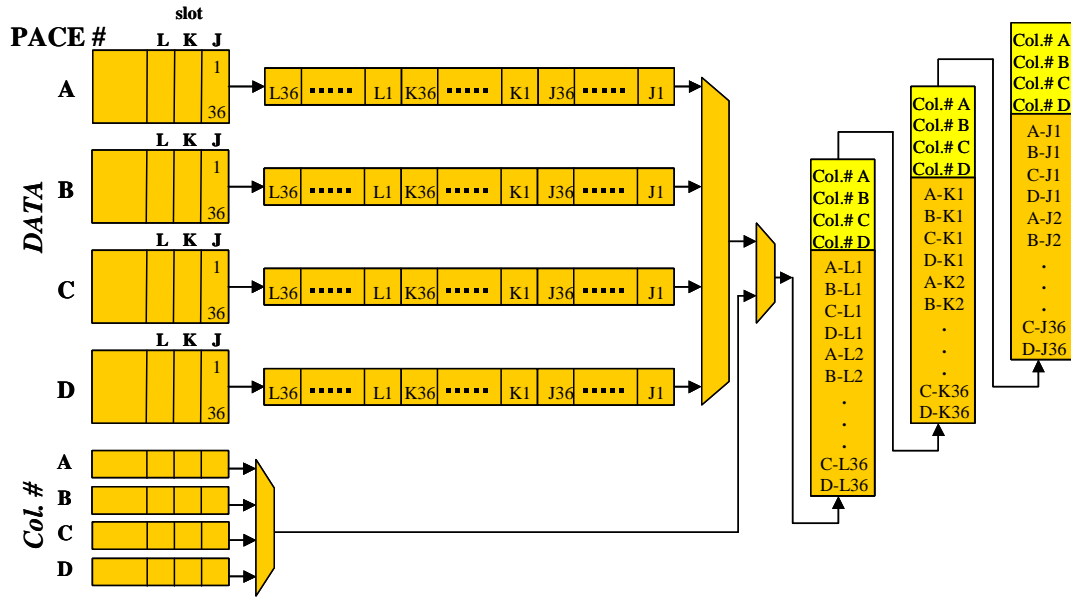 slot
PACE #
L K J
1
36
A
L36 ..... L1 K36 ..... K1 J36 ..... J1
L K J
1
36
B
L36 ..... L1 K36 ..... K1 J36 ..... J1
L K J
1
36
C
L36 ..... L1 K36 ..... K1 J36 ..... J1
L K J
1
36
D
L36 ..... L1 K36 ..... K1 J36 ..... J1
DATA
Col. #
A
B
C
D
Col.# A
Col.# B
Col.# C
Col.# D
A-L1
B-L1
C-L1
D-L1
A-L2
B-L2
.
.
.
C-L36
D-L36
Col.# A
Col.# B
Col.# C
Col.# D
A-K1
B-K1
C-K1
D-K1
A-K2
B-K2
.
.
.
C-K36
D-K36
Col.# A
Col.# B
Col.# C
Col.# D
A-J1
B-J1
C-J1
D-J1
A-J2
B-J2
.
.
.
C-J36
D-J36